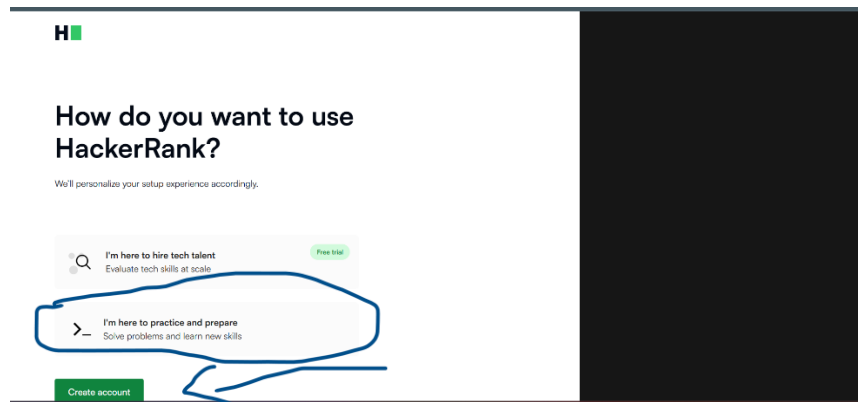 H
How do you want to use
HackerRank?
We'll personalize your setup experience accordingly.
I'm here to hire tech talent
Free trial
Evaluate tech skills at scale
I'm here to practice and prepare
Solve problems and learn new skills
Create account